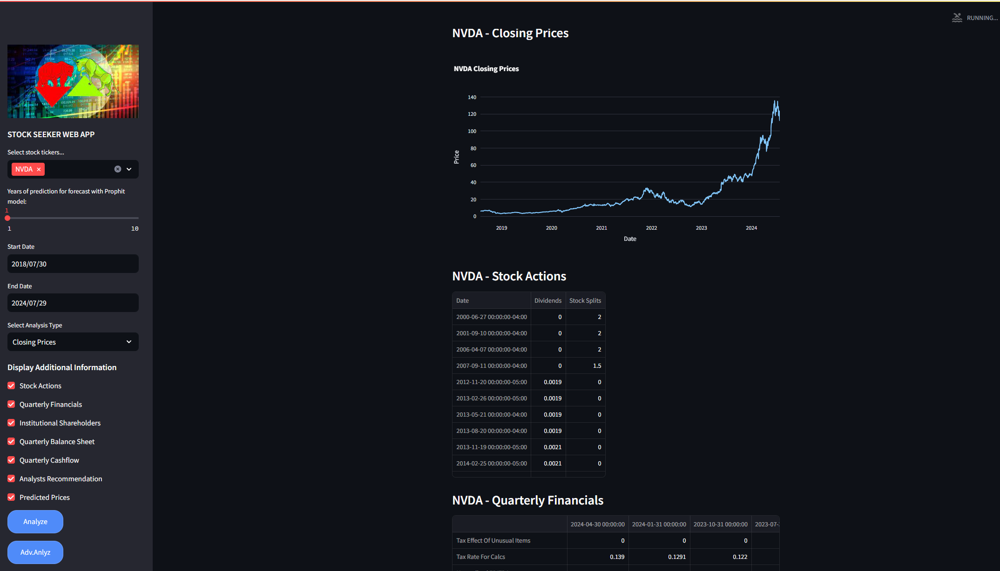 RUNNING...
STOCK SEEKER WEB APP
Select stock tickers...
NVDA ×
Years of prediction for forecast with Prophit
model:
1
1 10
Start Date
2018/07/30
End Date
2024/07/29
Select Analysis Type
Closing Prices
Display Additional Information
Stock Actions
Quarterly Financials
Institutional Shareholders
Quarterly Balance Sheet
Quarterly Cashflow
Analysts Recommendation
Predicted Prices
Analyze
Adv.Anlyz
NVDA - Closing Prices
NVDA Closing Prices
140
120
100
80
60
40
20
0
Price
2019 2020 2021 2022 2023 2024
Date
NVDA - Stock Actions
Date Dividends Stock Splits
2000-06-27 00:00:00-04:00 0 2
2001-09-10 00:00:00-04:00 0 2
2006-04-07 00:00:00-04:00 0 2
2007-09-11 00:00:00-04:00 0 1.5
2012-11-20 00:00:00-05:00 0.0019 0
2013-02-26 00:00:00-05:00 0.0019 0
2013-05-21 00:00:00-04:00 0.0019 0
2013-08-20 00:00:00-04:00 0.0019 0
2013-11-19 00:00:00-05:00 0.0021 0
2014-02-25 00:00:00-05:00 0.0021 0
NVDA - Quarterly Financials
2024-04-30 00:00:00 2024-01-31 00:00:00 2023-10-31 00:00:00 2023-07-
Tax Effect Of Unusual Items 0 0 0
Tax Rate For Calcs 0.139 0.1291 0.122